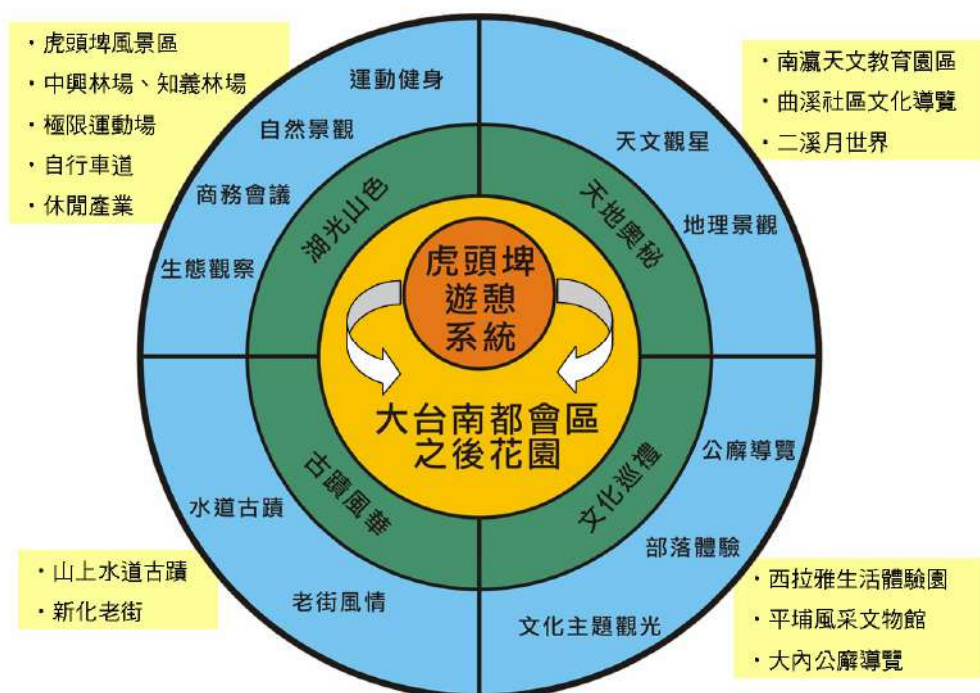 ・虎頭埤風景區
・中興林場、知義林場
・極限運動場
・自行車道
・休閒產業
・南瀛天文教育園區
・曲溪社區文化導覽
・二溪月世界
運動健身
自然景觀
商務會議
生態觀察
湖光山色
天文觀星
地理景觀
天地奧秘
虎頭埤
遊憩
系統
大台南都會區
之後花園
古蹟風華
水道古蹟
老街風情
文化巡禮
公廨導覽
部落體驗
文化主題觀光
・山上水道古蹟
・新化老街
・西拉雅生活體驗園
・平埔風采文物館
・大內公廨導覽